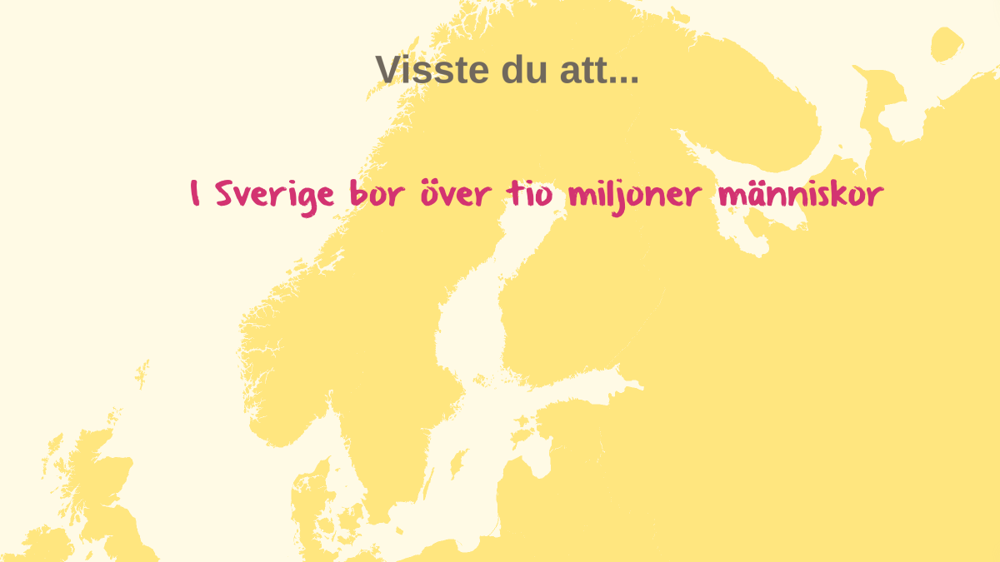 Visste du att...
I Sverige bor över tio miljoner människor